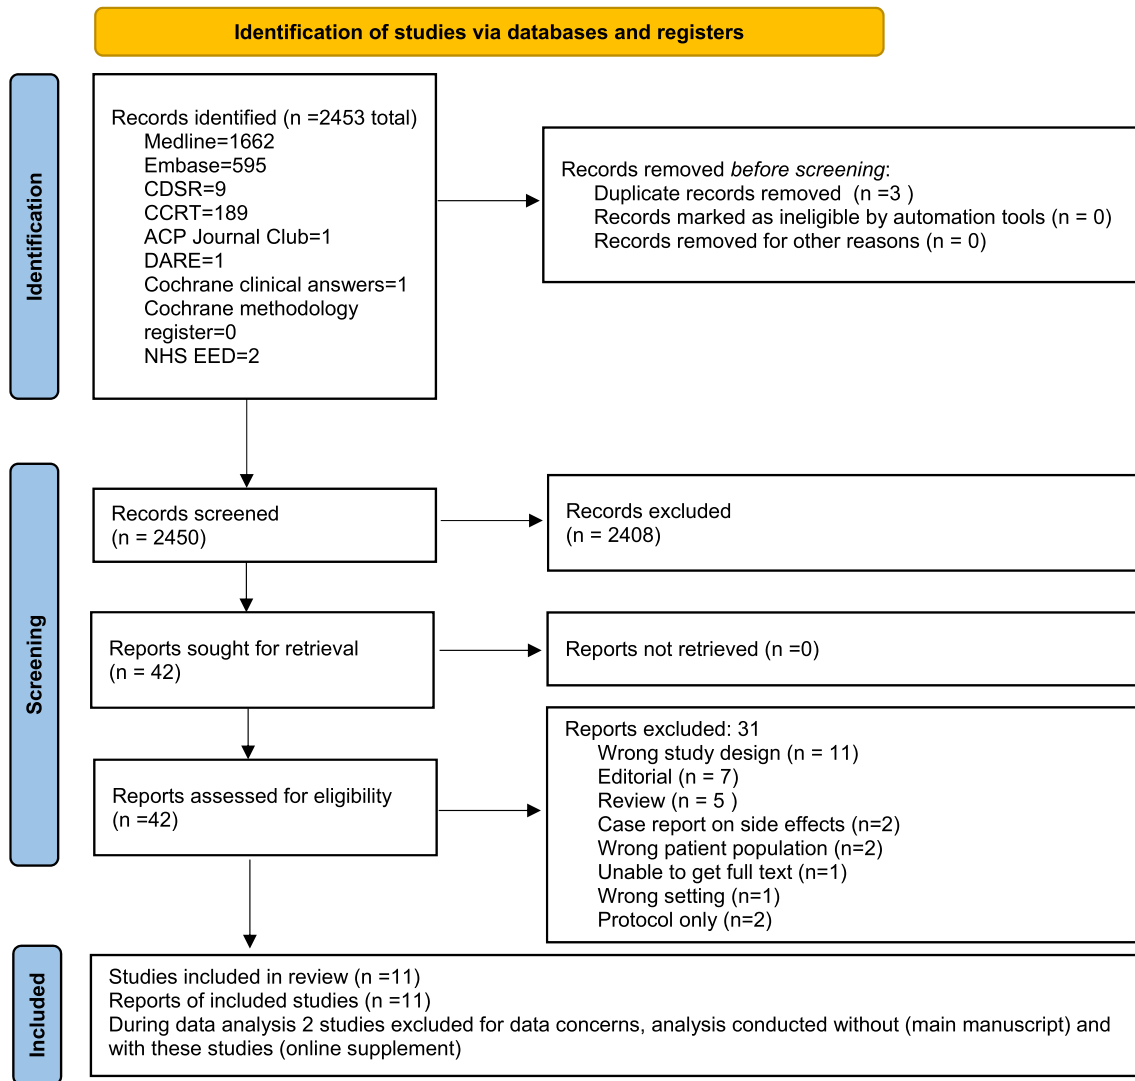 Identification of studies via databases and registers
Identification
Records identified (n =2453 total)
Medline=1662
Embase=595
CDSR=9
CCRT=189
ACP Journal Club=1
DARE=1
Cochrane clinical answers=1
Cochrane methodology
register=0
NHS EED=2
Records removed before screening:
Duplicate records removed (n =3 )
Records marked as ineligible by automation tools (n = 0)
Records removed for other reasons (n = 0)
Screening
Records screened
(n = 2450)
Records excluded
(n = 2408)
Reports sought for retrieval
(n = 42)
Reports not retrieved (n =0)
Reports assessed for eligibility
(n =42)
Reports excluded: 31
Wrong study design (n = 11)
Editorial (n = 7)
Review (n = 5 )
Case report on side effects (n=2)
Wrong patient population (n=2)
Unable to get full text (n=1)
Wrong setting (n=1)
Protocol only (n=2)
Included
Studies included in review (n =11)
Reports of included studies (n =11)
During data analysis 2 studies excluded for data concerns, analysis conducted without (main manuscript) and
with these studies (online supplement)